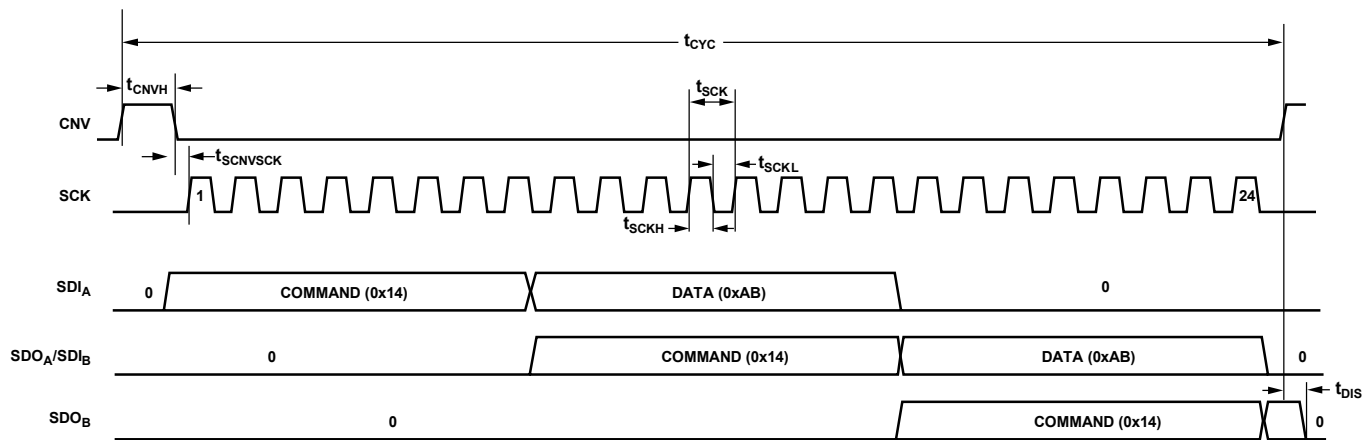 tCYC
tCNVH
tSCK
CNV
tSCNVSCK
tSCKL
SCK
1
24
tSCKH
SDIA
0
COMMAND (0x14)
DATA (0xAB)
0
SDOA/SDIB
0
COMMAND (0x14)
DATA (0xAB)
0
tDIS
SDOB
0
COMMAND (0x14)
0